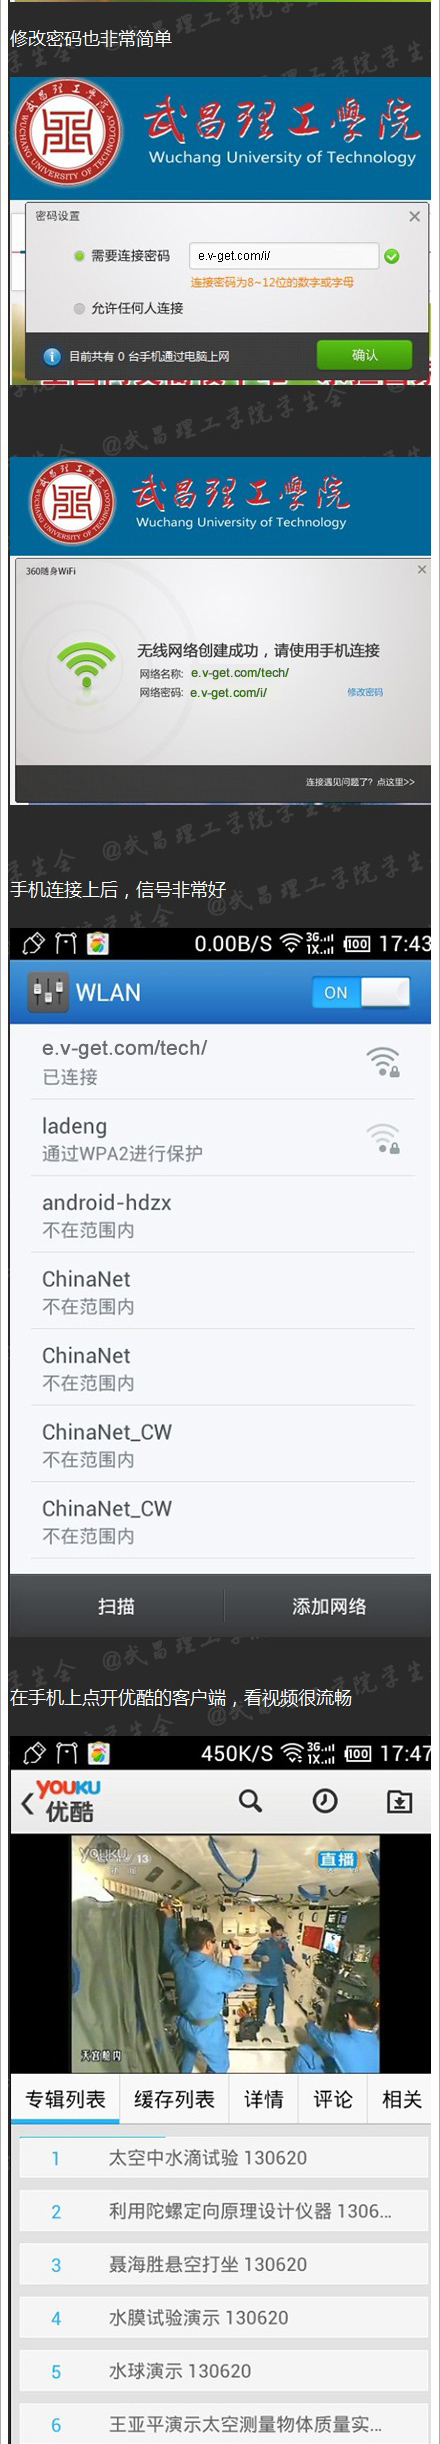 修改密码也非常简单
武昌理工學院
Wuchang University of Technology
WUCHANG UNIVERSITY OF TECHNOLOGY
密码设置
需要连接密码 e.v-get.com/i/
连接密码为8~12位的数字或字母
允许任何人连接
目前共有 0 台手机通过电脑上网 确认
@武昌理工学院学生会
武昌理工學院
Wuchang University of Technology
WUCHANG UNIVERSITY OF TECHNOLOGY
360随身WiFi
无线网络创建成功，请使用手机连接
网络名称: e.v-get.com/tech/
网络密码: e.v-get.com/i/ 修改密码
连接遇见问题了? 点这里>>
@武昌理工学院学生会
手机连接上后，信号非常好
0.00B/S 3G 1X 100 17:43
WLAN ON
e.v-get.com/tech/
已连接
ladeng
通过WPA2进行保护
android-hdzx
不在范围内
ChinaNet
不在范围内
ChinaNet
不在范围内
ChinaNet_CW
不在范围内
ChinaNet_CW
不在范围内
扫描 添加网络
@武昌理工学院学生会
在手机上点开优酷的客户端，看视频很流畅
450K/S 3G 1X 100 17:47
YOUKU
优酷
YOUKU
直播
天宫舱内
专辑列表 缓存列表 详情 评论 相关
1 太空中水滴试验 130620
2 利用陀螺定向原理设计仪器 1306...
3 聂海胜悬空打坐 130620
4 水膜试验演示 130620
5 水球演示 130620
6 王亚平演示太空测量物体质量实...